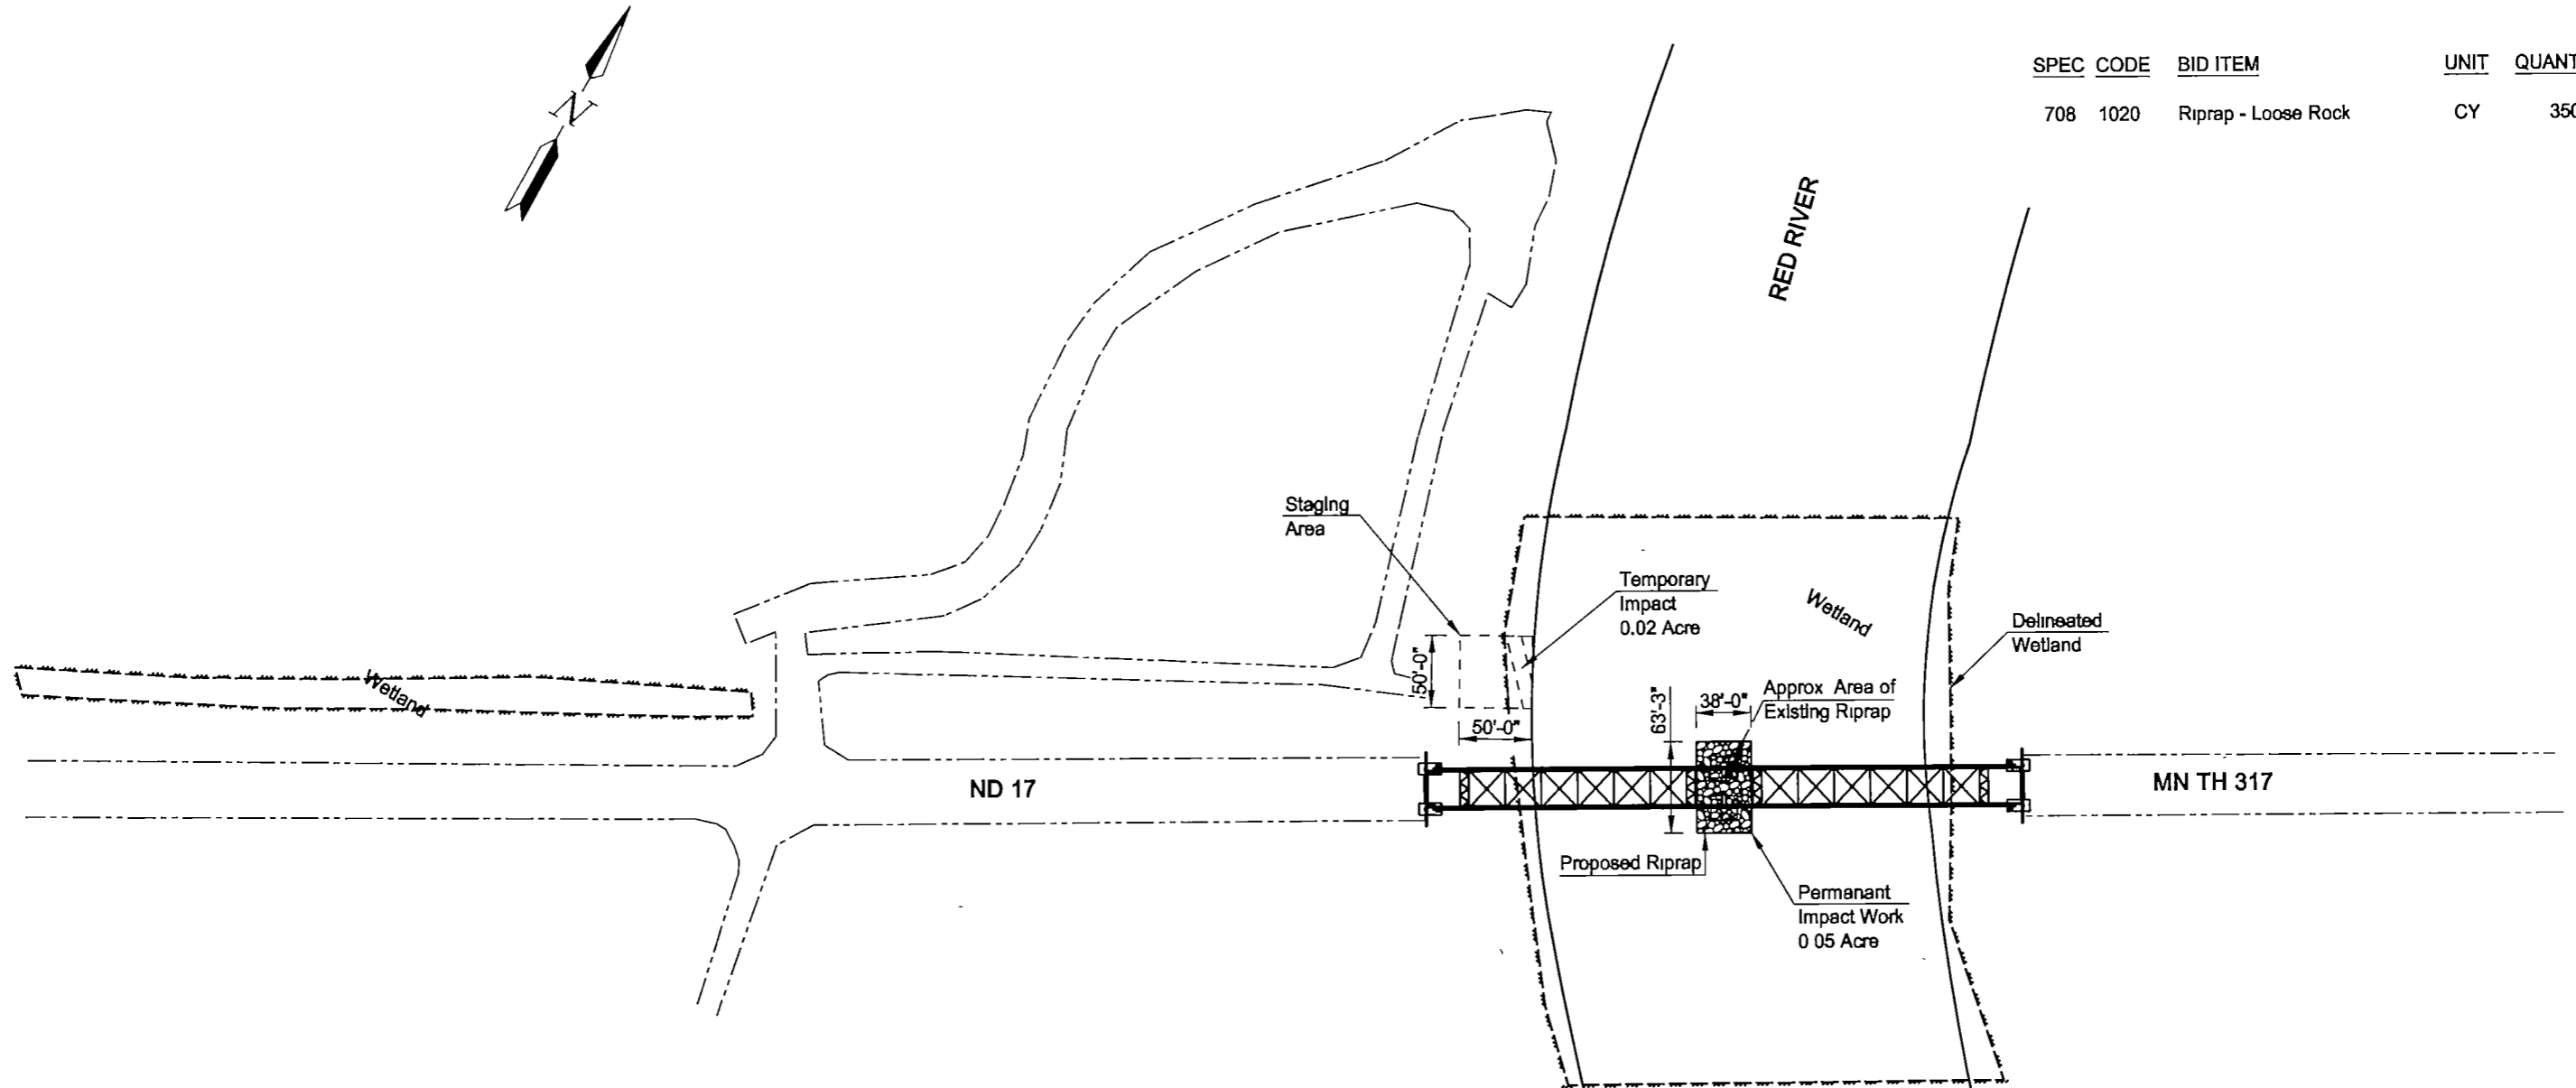 SPEC CODE BID ITEM UNIT QUANT
708 1020 Riprap - Loose Rock CY 350
N
RED RIVER
Staging
Area
Temporary
Impact
0.02 Acre
Wetland
Delineated
Wetland
Wetland
50'-0"
50'-0"
63'-3"
38'-0"
Approx Area of
Existing Riprap
ND 17
MN TH 317
Proposed Riprap
Permanant
Impact Work
0 05 Acre